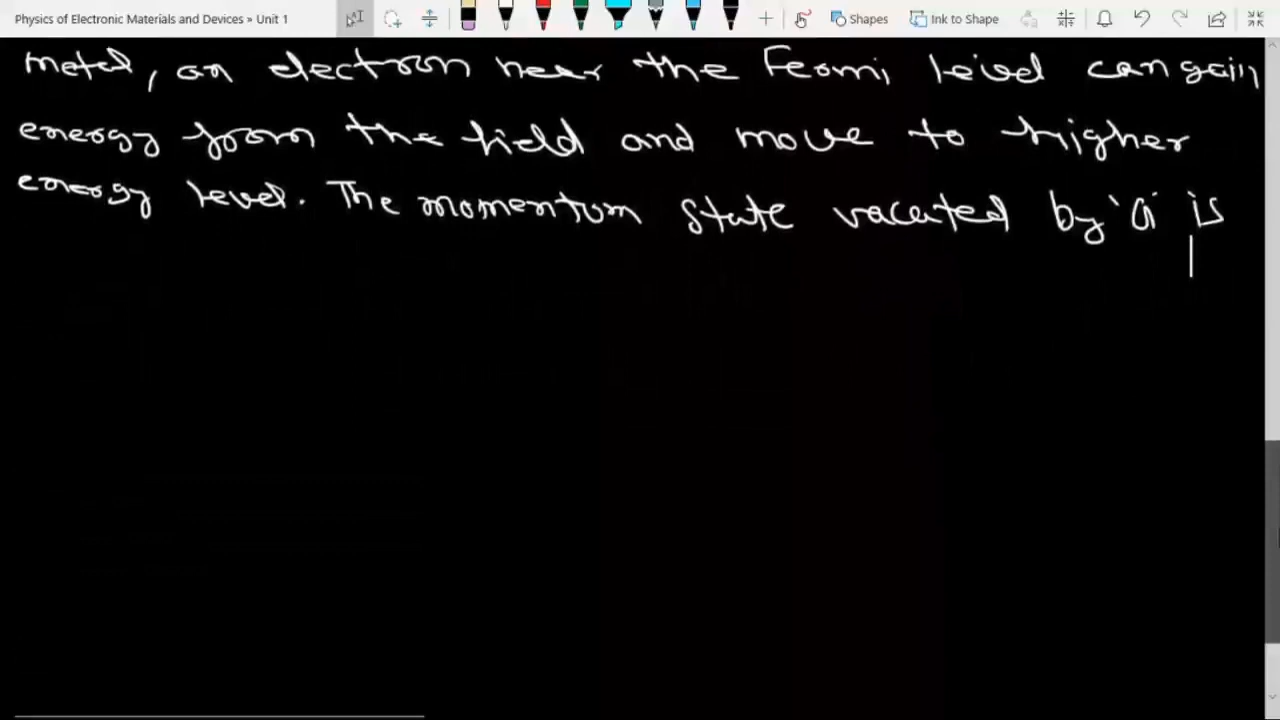 Physics of Electronic Materials and Devices » Unit 1
Shapes
Ink to Shape
metal, an electron near the Fermi level can gain
energy from the field and move to higher
energy level. The momentum state vacated by 'a' is